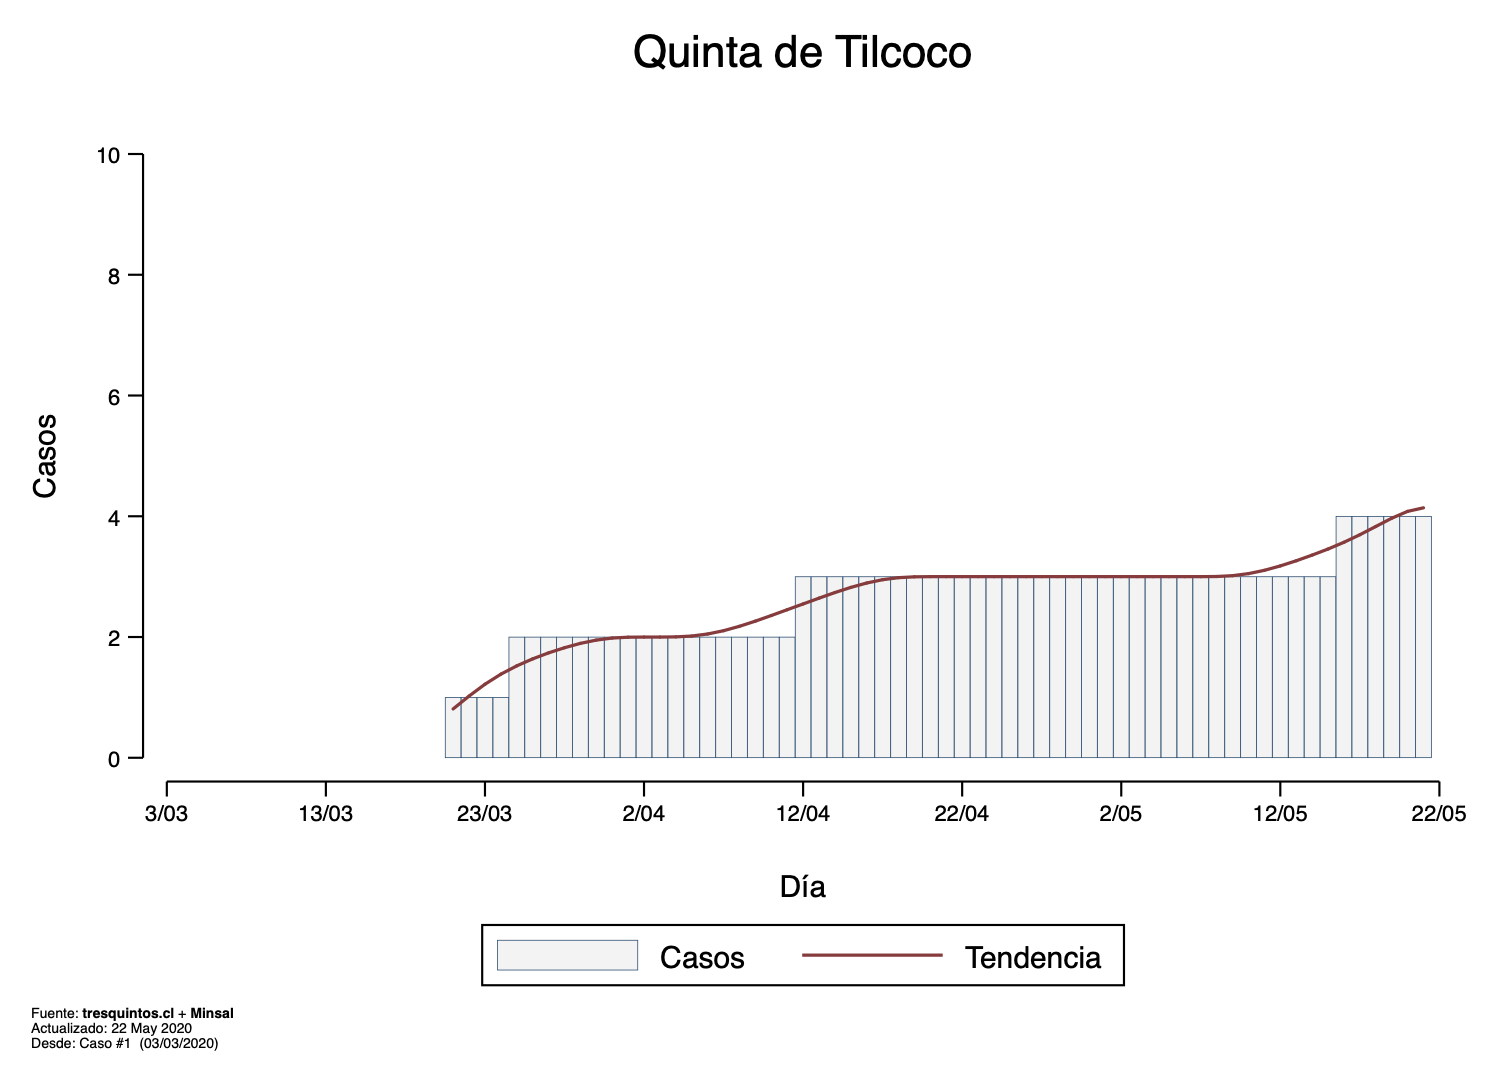 Quinta de Tilcoco
10
8
6
4
2
0
Casos
3/03 13/03 23/03 2/04 12/04 22/04 2/05 12/05 22/05
Día
Casos Tendencia
Fuente: tresquintos.cl + Minsal
Actualizado: 22 May 2020
Desde: Caso #1 (03/03/2020)